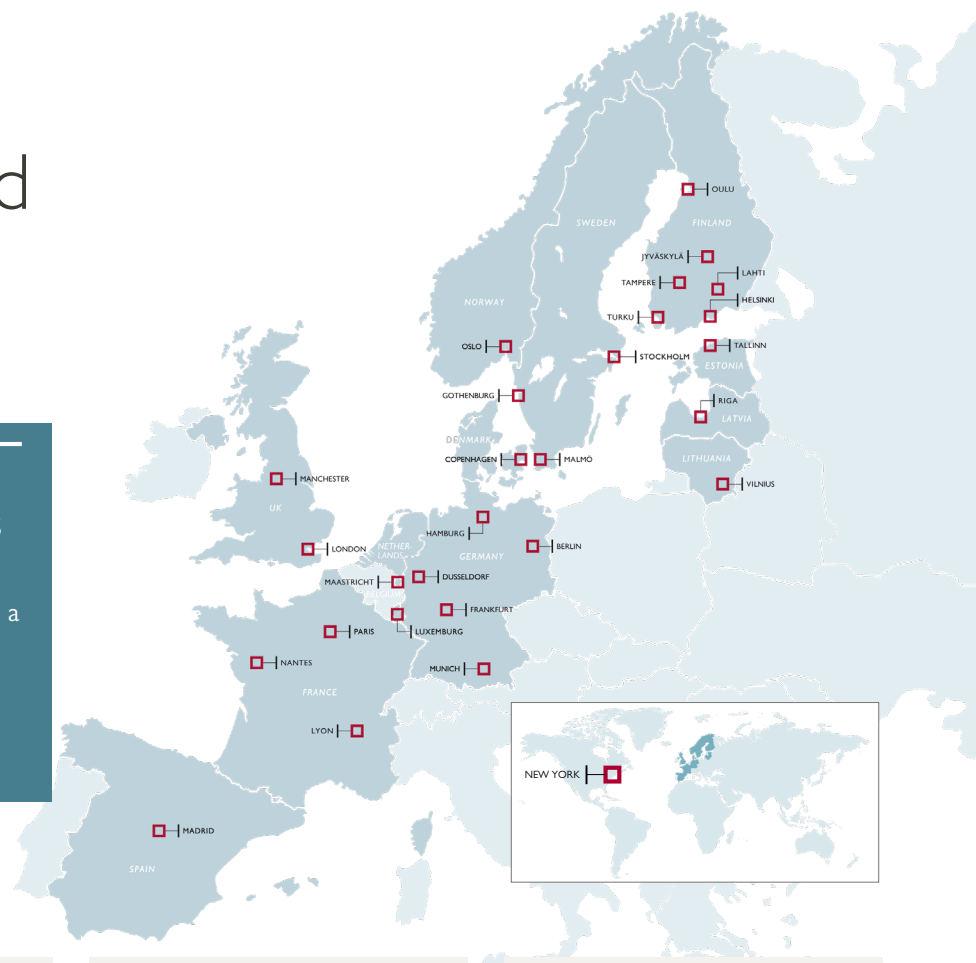 d
OULU
SWEDEN
FINLAND
JYVÄSKYLÄ
LAHTI
TAMPERE
HELSINKI
NORWAY
TURKU
OSLO
TALLINN
STOCKHOLM
ESTONIA
GOTHENBURG
RIGA
LATVIA
DENMARK
COPENHAGEN
MALMÖ
LITHUANIA
MANCHESTER
VILNIUS
UK
HAMBURG
LONDON
NETHER-
LANDS
BERLIN
GERMANY
MAASTRICHT
DUSSELDORF
BELGIUM
FRANKFURT
a
PARIS
LUXEMBURG
NANTES
MUNICH
FRANCE
LYON
NEW YORK
MADRID
SPAIN